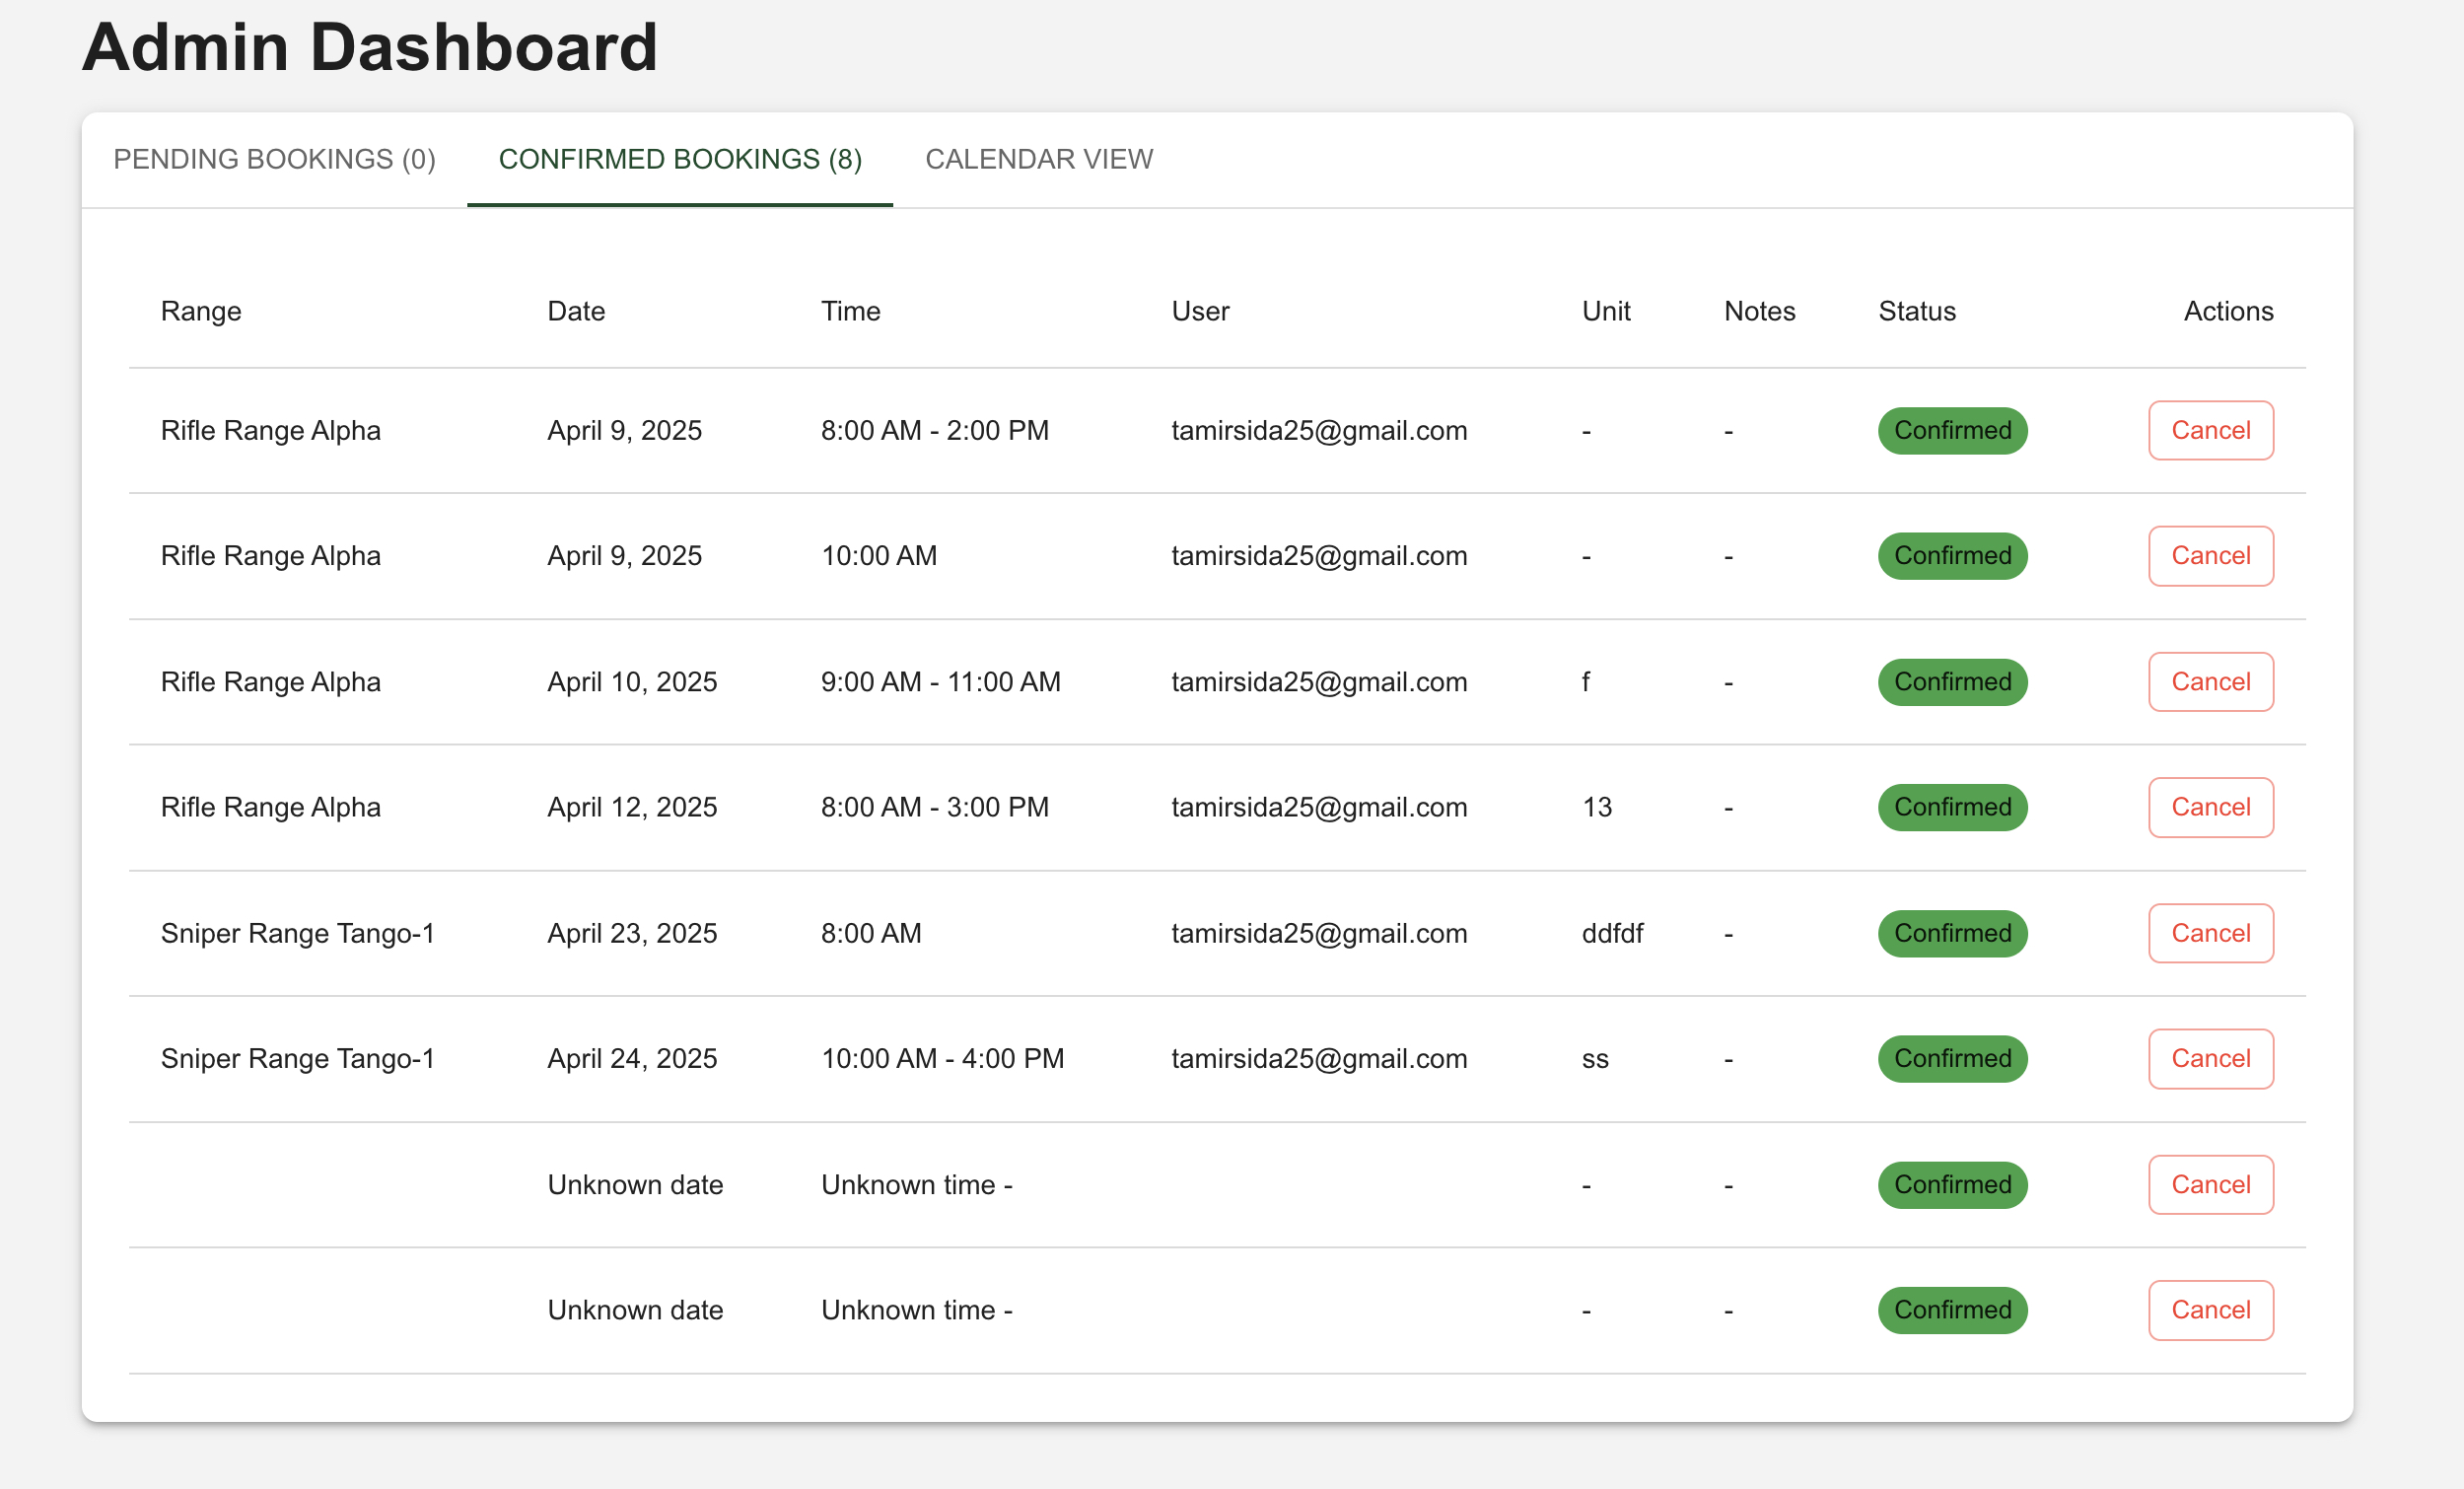 Admin Dashboard
PENDING BOOKINGS (0) CONFIRMED BOOKINGS (8) CALENDAR VIEW
Range Date Time User Unit Notes Status Actions
Rifle Range Alpha April 9, 2025 8:00 AM - 2:00 PM tamirsida25@gmail.com - - Confirmed Cancel
Rifle Range Alpha April 9, 2025 10:00 AM tamirsida25@gmail.com - - Confirmed Cancel
Rifle Range Alpha April 10, 2025 9:00 AM - 11:00 AM tamirsida25@gmail.com f - Confirmed Cancel
Rifle Range Alpha April 12, 2025 8:00 AM - 3:00 PM tamirsida25@gmail.com 13 - Confirmed Cancel
Sniper Range Tango-1 April 23, 2025 8:00 AM tamirsida25@gmail.com ddfdf - Confirmed Cancel
Sniper Range Tango-1 April 24, 2025 10:00 AM - 4:00 PM tamirsida25@gmail.com ss - Confirmed Cancel
Unknown date Unknown time - - - Confirmed Cancel
Unknown date Unknown time - - - Confirmed Cancel